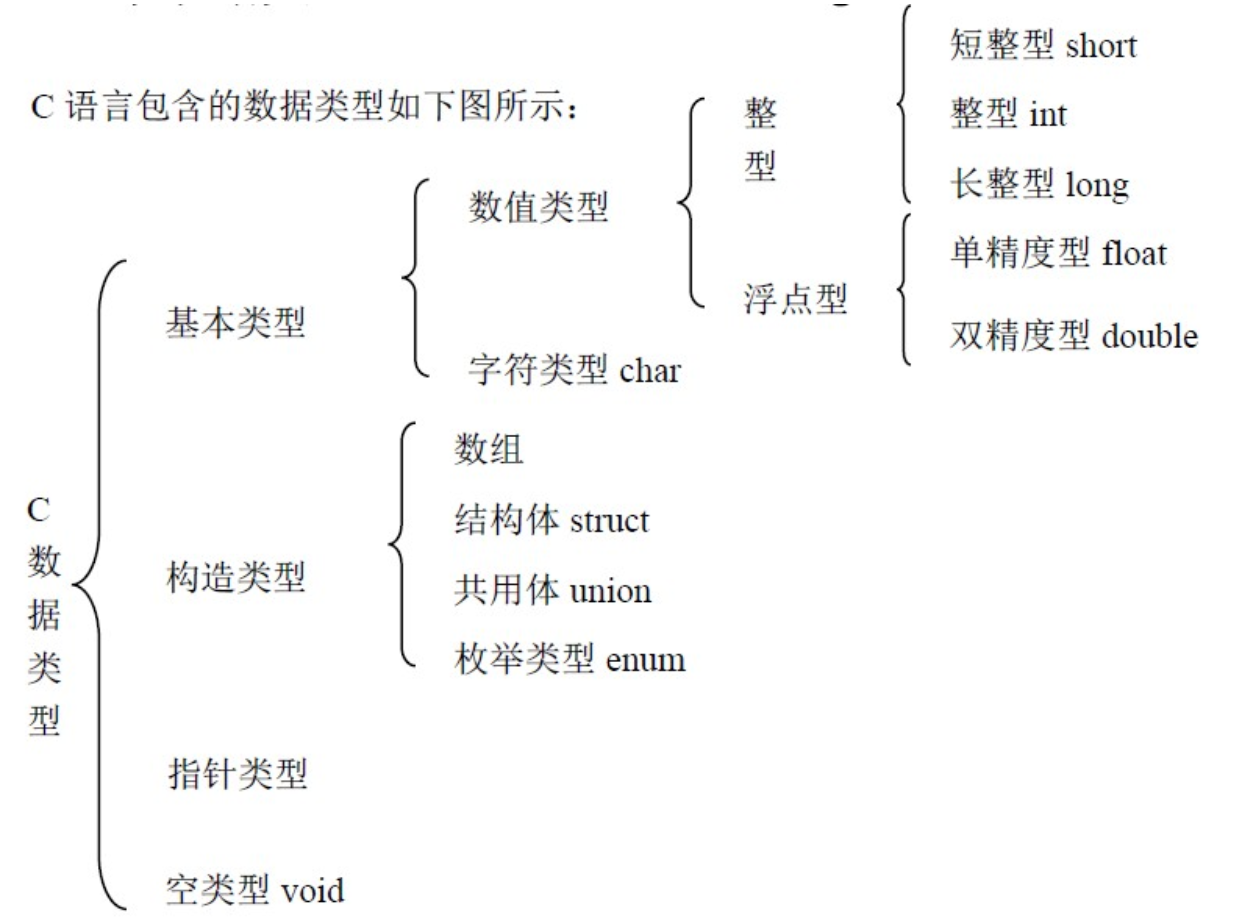 C 语言包含的数据类型如下图所示：
短整型 short
整型 int
长整型 long
整
型
单精度型 float
双精度型 double
浮点型
数值类型
字符类型 char
基本类型
数组
结构体 struct
共用体 union
枚举类型 enum
构造类型
C
数
据
类
型
指针类型
空类型 void